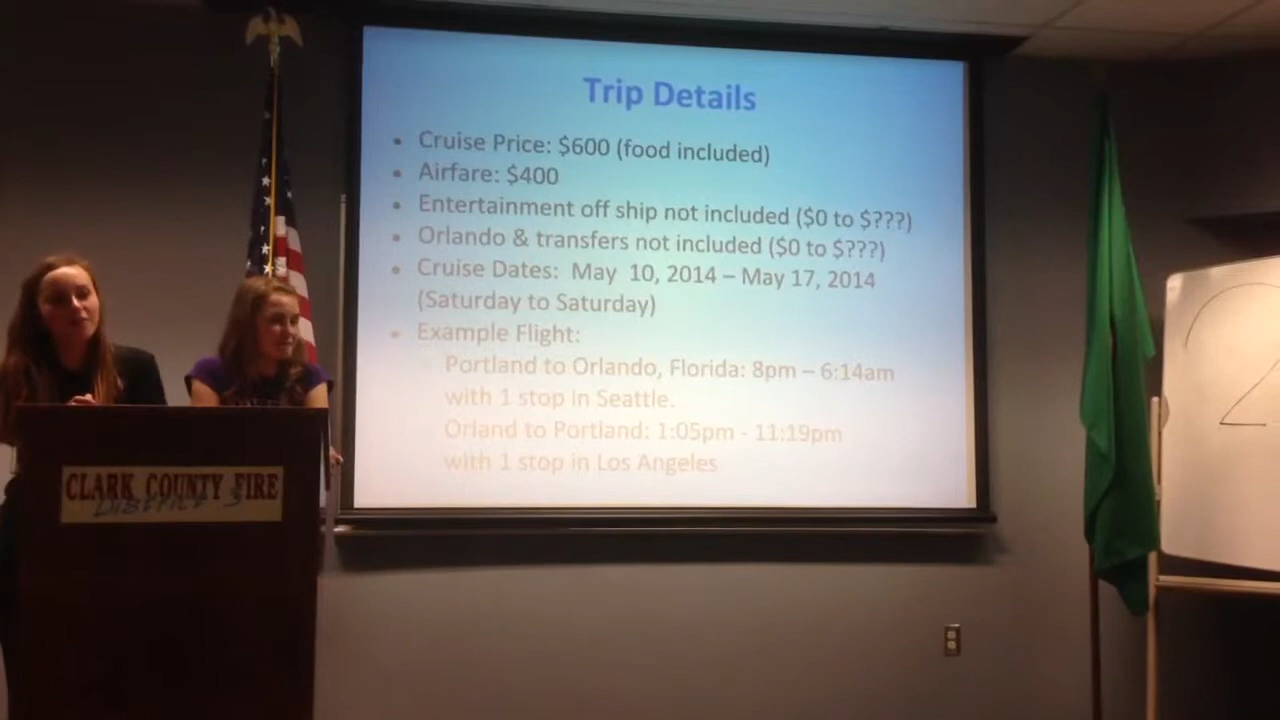 Trip Details
• Cruise Price: $600 (food included)
• Airfare: $400
• Entertainment off ship not included ($0 to $???)
• Orlando & transfers not included ($0 to $???)
• Cruise Dates: May 10, 2014 – May 17, 2014
(Saturday to Saturday)
• Example Flight:
Portland to Orlando, Florida: 8pm – 6:14am
with 1 stop in Seattle.
Orland to Portland: 1:05pm - 11:19pm
with 1 stop in Los Angeles
CLARK COUNTY FIRE
DISTRICT 3
2